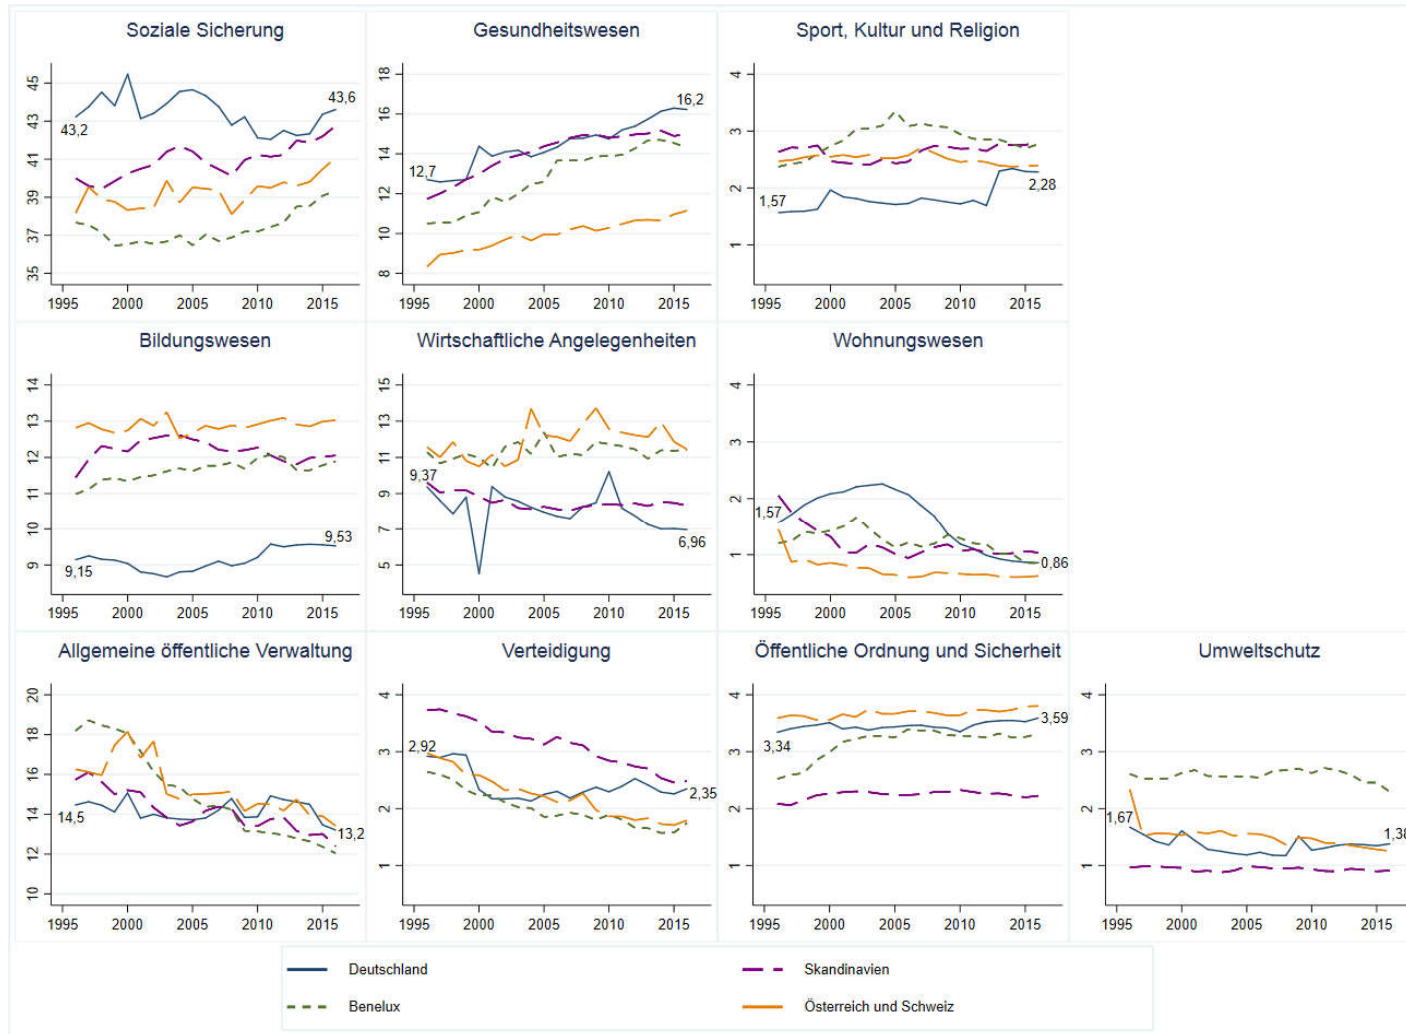 Soziale Sicherung
45
43
41
39
37
35
43,2
43,6
1995 2000 2005 2010 2015
Gesundheitswesen
18
16
14
12
10
8
12,7
16,2
1995 2000 2005 2010 2015
Sport, Kultur und Religion
4
3
2
1
1,57
2,28
1995 2000 2005 2010 2015
Bildungswesen
14
13
12
11
10
9
9,15
9,53
1995 2000 2005 2010 2015
Wirtschaftliche Angelegenheiten
15
13
11
9
7
5
9,37
6,96
1995 2000 2005 2010 2015
Wohnungswesen
4
3
2
1
1,57
0,86
1995 2000 2005 2010 2015
Allgemeine öffentliche Verwaltung
20
18
16
14
12
10
14,5
13,2
1995 2000 2005 2010 2015
Verteidigung
4
3
2
1
2,92
2,35
1995 2000 2005 2010 2015
Öffentliche Ordnung und Sicherheit
4
3
2
1
3,34
3,59
1995 2000 2005 2010 2015
Umweltschutz
4
3
2
1
1,67
1,38
1995 2000 2005 2010 2015
Deutschland
Skandinavien
Benelux
Österreich und Schweiz